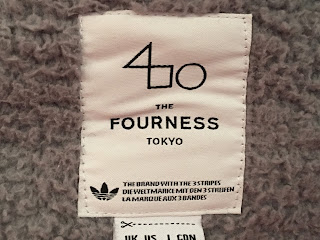 THE
FOURNESS
TOKYO
THE BRAND WITH THE 3 STRIPES
DIE WELTMARKE MIT DEN 3 STREIFEN
LA MARQUE AUX 3 BANDES
UK US J CDN